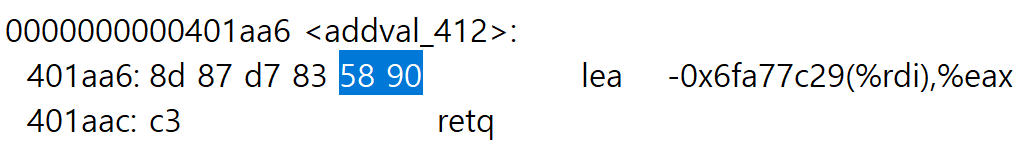 0000000000401aa6 <addval_412>:
401aa6: 8d 87 d7 83 58 90 lea -0x6fa77c29(%rdi),%eax
401aac: c3 retq